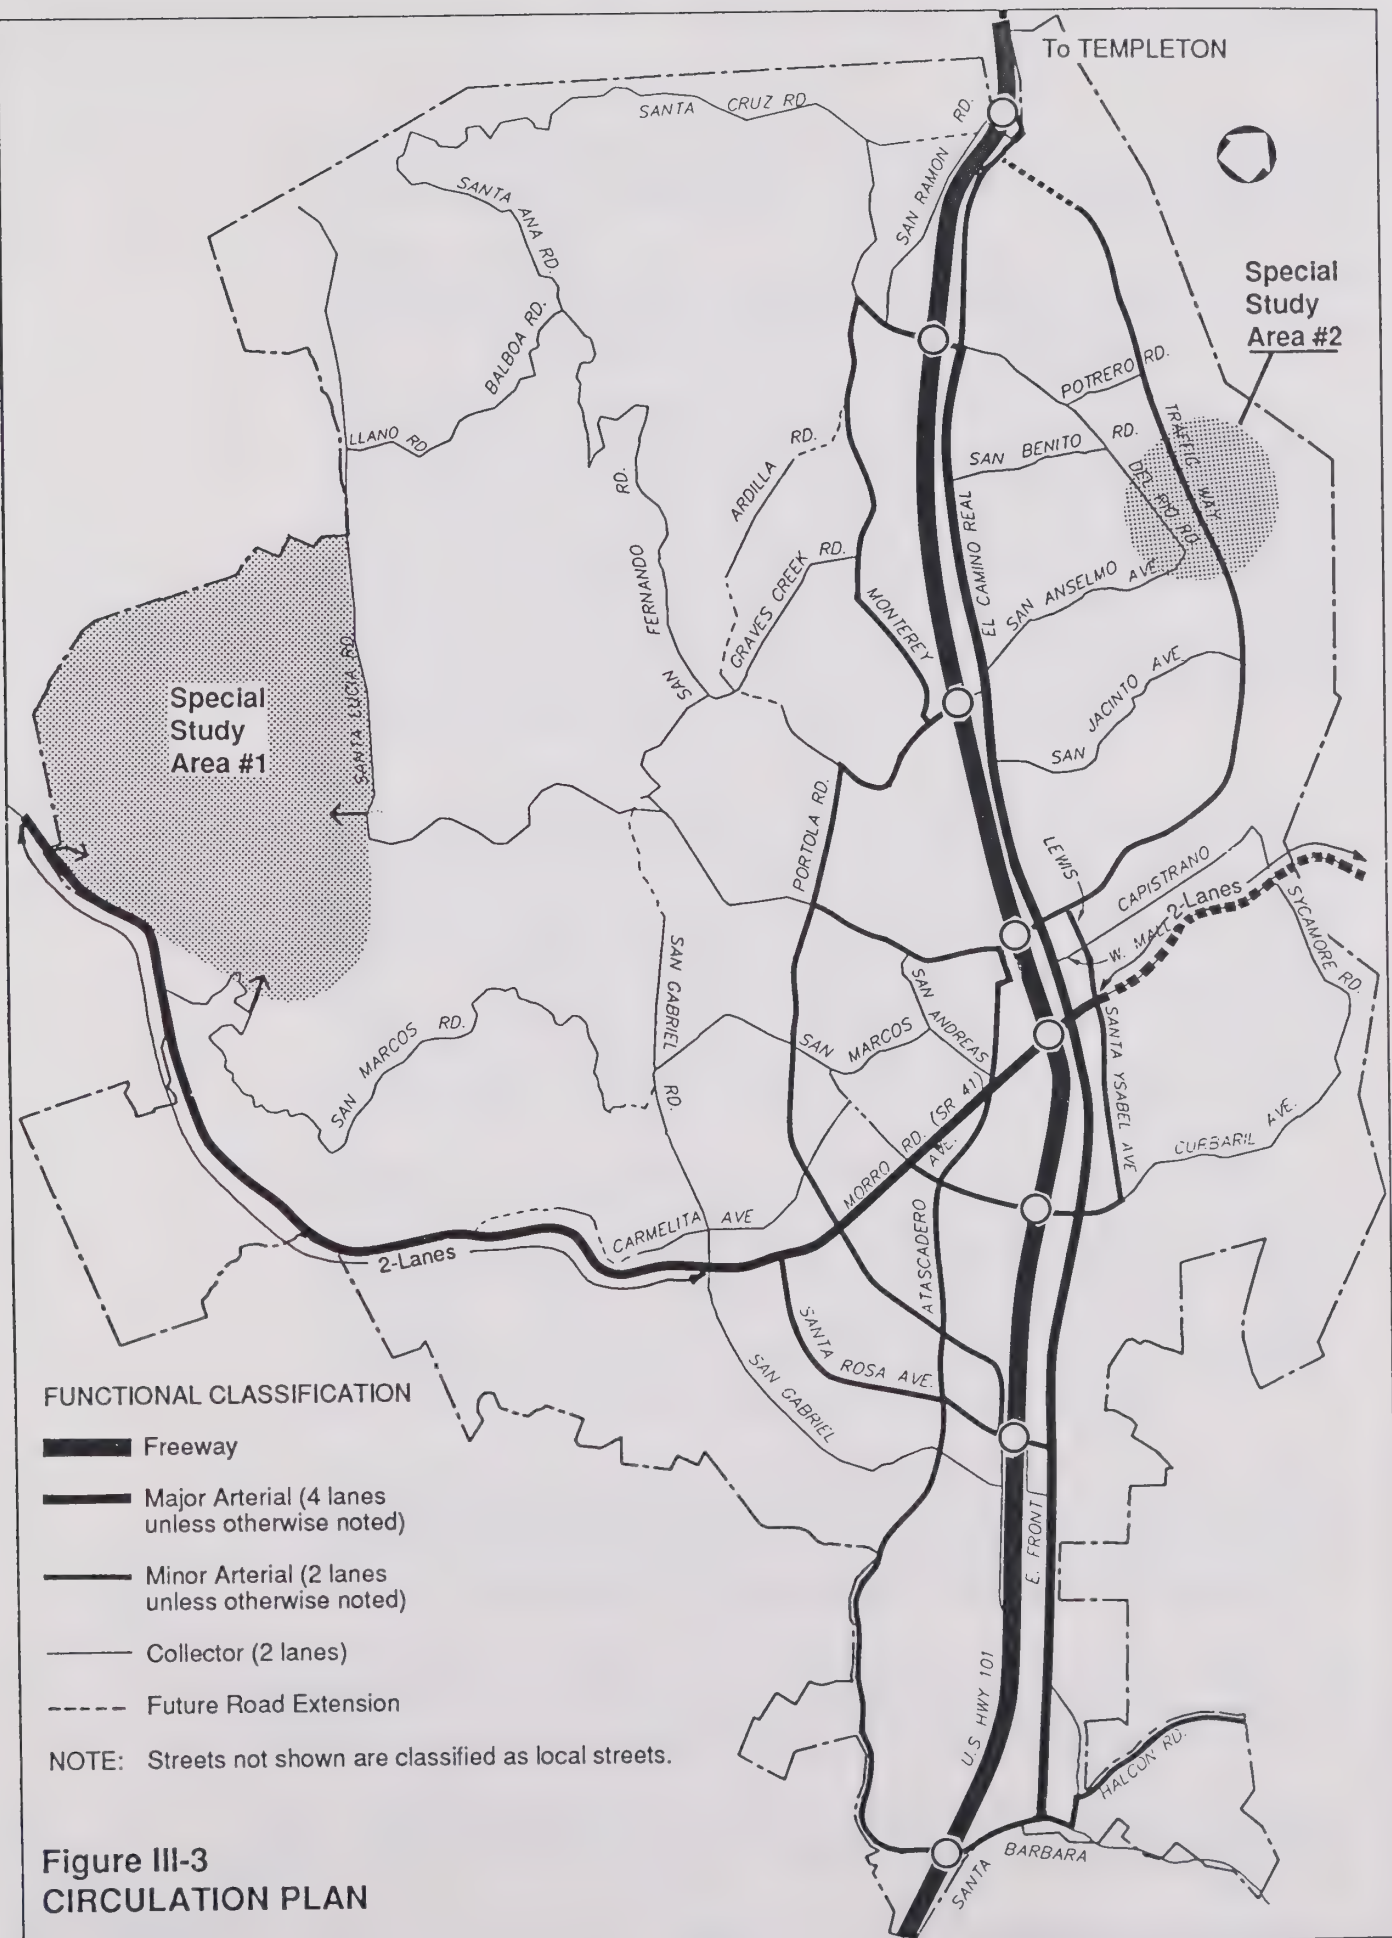 To TEMPLETON
SANTA CRUZ RD
SAN RAMON RD.
SANTA ANA RD.
Special
Study
Area #2
BALBOA RD.
POTRERO RD.
LLANO RD
ARDILLA RD.
SAN BENITO RD.
TRAFFIC WAY
DEL RIO RD.
EL CAMINO REAL
SAN FERNANDO RD.
GRAVES CREEK RD.
MONTEREY
SAN ANSELMO AVE
SANTA LUCIA RD.
Special
Study
Area #1
SAN JACINTO AVE
PORTOLA RD.
LEWIS
CAPISTRANO
2-Lanes
W. MALL
SYCAMORE RD.
SAN GABRIEL RD.
SAN ANDREAS
SAN MARCOS RD.
SAN MARCOS
SANTA YSABEL AVE
MORRO RD. (SR 41)
CURBARIL AVE.
CARMELITA AVE
2-Lanes
ATASCADERO AVE.
SANTA ROSA AVE.
SAN GABRIEL
FUNCTIONAL CLASSIFICATION
Freeway
Major Arterial (4 lanes
unless otherwise noted)
E. FRONT
Minor Arterial (2 lanes
unless otherwise noted)
Collector (2 lanes)
U.S HWY 101
Future Road Extension
NOTE: Streets not shown are classified as local streets.
HALCON RD.
SANTA BARBARA
Figure III-3
CIRCULATION PLAN